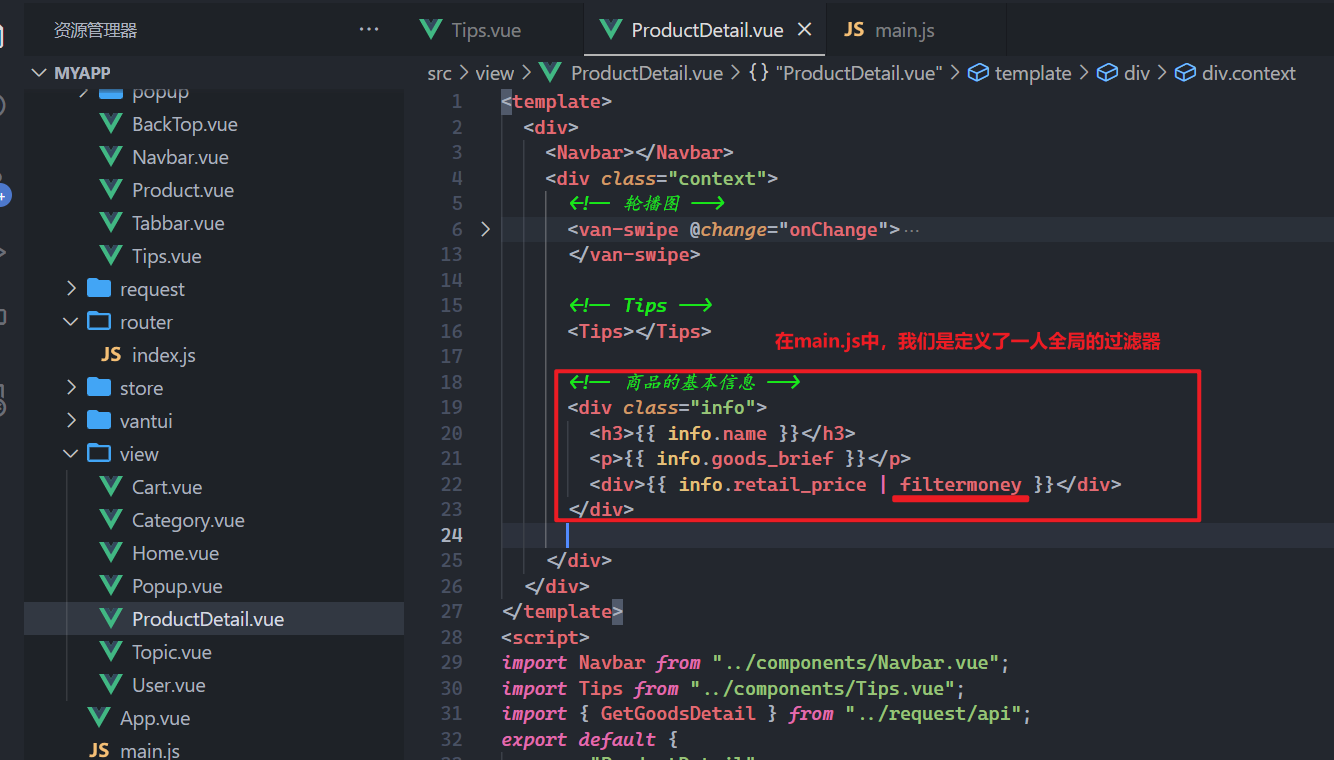 资源管理器 ···
MYAPP
popup
BackTop.vue
Navbar.vue
Product.vue
Tabbar.vue
Tips.vue
request
router
JS index.js
store
vantui
view
Cart.vue
Category.vue
Home.vue
Popup.vue
ProductDetail.vue
Topic.vue
User.vue
App.vue
JS main.js
Tips.vue ProductDetail.vue × JS main.js
src > view > ProductDetail.vue > {} "ProductDetail.vue" > template > div > div.context
1 <template>
2 <div>
3 <Navbar></Navbar>
4 <div class="context">
5 <!-- 轮播图 -->
6 > <van-swipe @change="onChange">···
13 </van-swipe>
14
15 <!-- Tips -->
16 <Tips></Tips>
在main.js中，我们是定义了一人全局的过滤器
17
18 <!-- 商品的基本信息 -->
19 <div class="info">
20 <h3>{{ info.name }}</h3>
21 <p>{{ info.goods_brief }}</p>
22 <div>{{ info.retail_price | filtermoney }}</div>
23 </div>
24
25 </div>
26 </div>
27 </template>
28 <script>
29 import Navbar from "../components/Navbar.vue";
30 import Tips from "../components/Tips.vue";
31 import { GetGoodsDetail } from "../request/api";
32 export default {